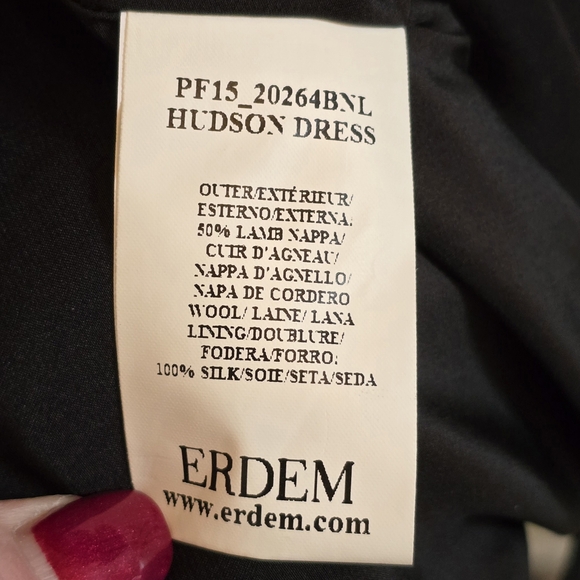 PF15_20264BNL
HUDSON DRESS
OUTER/EXTÉRIEUR/
ESTERNO/EXTERNA:
50% LAMB NAPPA/
CUIR D'AGNEAU/
NAPPA D'AGNELLO/
NAPA DE CORDERO
WOOL/ LAINE/ LANA
LINING/DOUBLURE/
FODERA/FORRO:
100% SILK/SOIE/SETA/SEDA
ERDEM
www.erdem.com